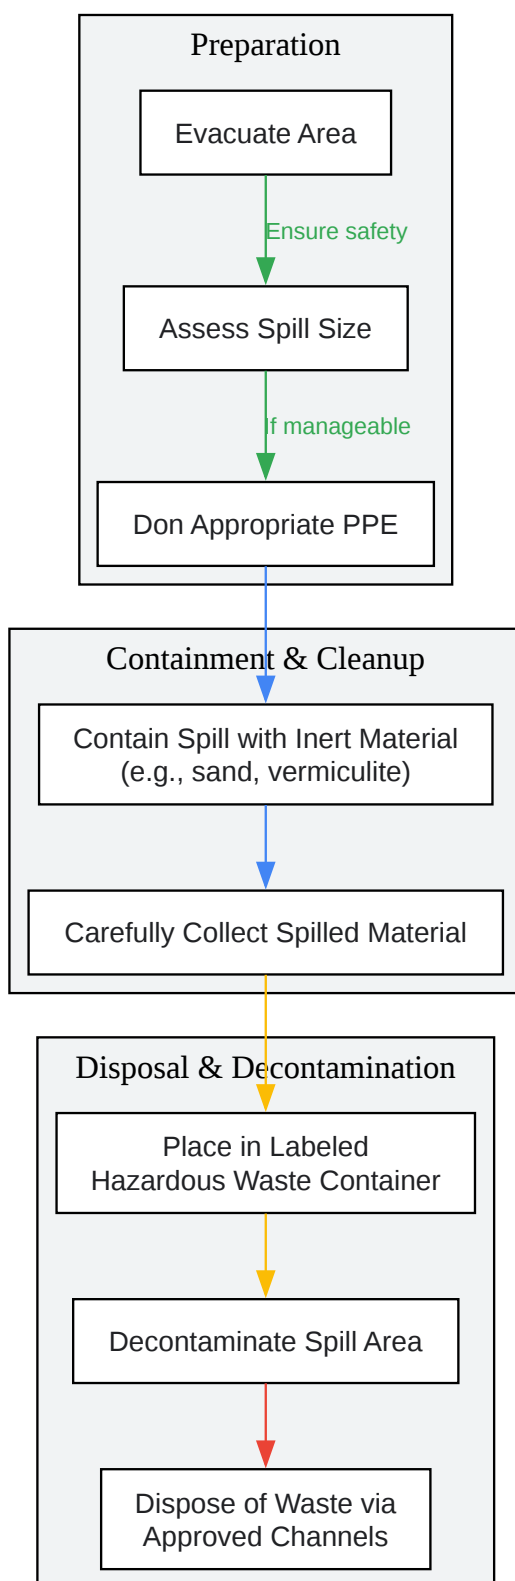 Preparation
Evacuate Area
Ensure safety
Assess Spill Size
If manageable
Don Appropriate PPE
Containment & Cleanup
Contain Spill with Inert Material
(e.g., sand, vermiculite)
Carefully Collect Spilled Material
Disposal & Decontamination
Place in Labeled
Hazardous Waste Container
Decontaminate Spill Area
Dispose of Waste via
Approved Channels